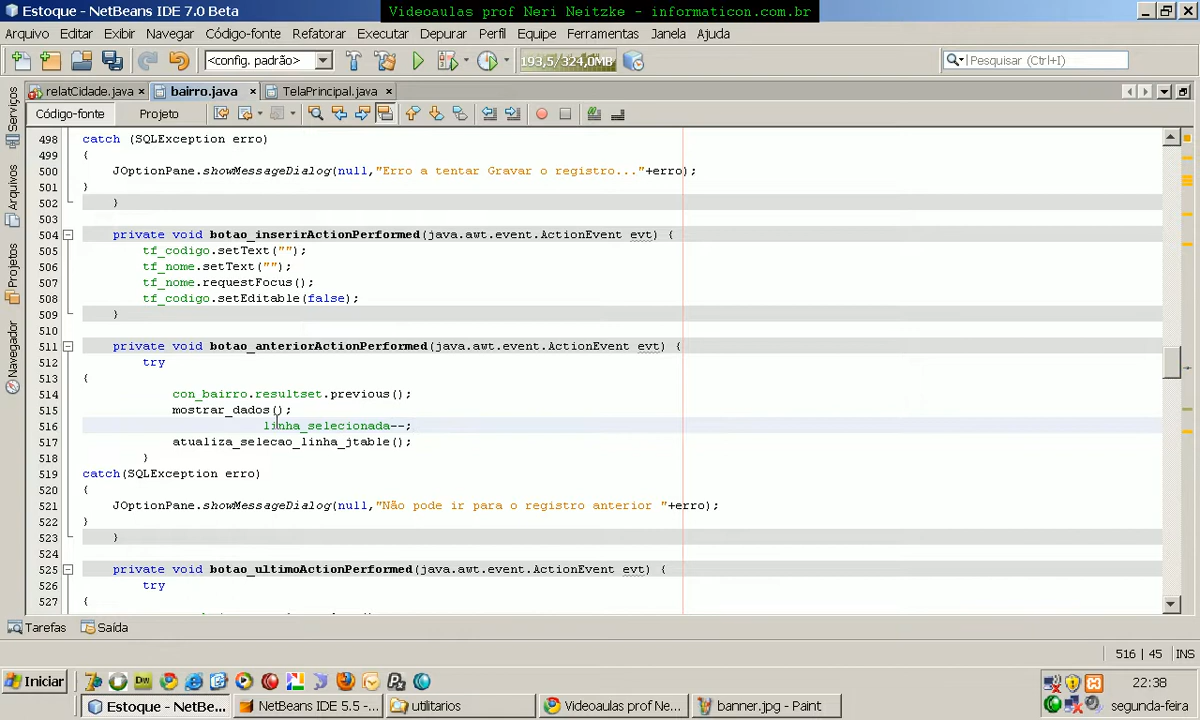 Estoque - NetBeans IDE 7.0 Beta
Videoaulas prof Neri Neitzke - informaticon.com.br
Arquivo Editar Exibir Navegar Código-fonte Refatorar Executar Depurar Perfil Equipe Ferramentas Janela Ajuda
<config. padrão> 193,5/324,0MB Pesquisar (Ctrl+I)
relatCidade.java bairro.java TelaPrincipal.java
Código-fonte Projeto
Serviços
Arquivos
Projetos
Navegador
498 catch (SQLException erro)
499 {
500 JOptionPane.showMessageDialog(null,"Erro a tentar Gravar o registro..."+erro);
501 }
502 }
503
504 private void botao_inserirActionPerformed(java.awt.event.ActionEvent evt) {
505 tf_codigo.setText("");
506 tf_nome.setText("");
507 tf_nome.requestFocus();
508 tf_codigo.setEditable(false);
509 }
510
511 private void botao_anteriorActionPerformed(java.awt.event.ActionEvent evt) {
512 try
513 {
514 con_bairro.resultset.previous();
515 mostrar_dados();
516 linha_selecionada--;
517 atualiza_selecao_linha_jtable();
518 }
519 catch(SQLException erro)
520 {
521 JOptionPane.showMessageDialog(null,"Não pode ir para o registro anterior "+erro);
522 }
523 }
524
525 private void botao_ultimoActionPerformed(java.awt.event.ActionEvent evt) {
526 try
527 {
Tarefas Saída
516 | 45 INS
Iniciar Dw 22:38
Estoque - NetBe... NetBeans IDE 5.5 -... utilitarios Videoaulas prof Ne... banner.jpg - Paint segunda-feira